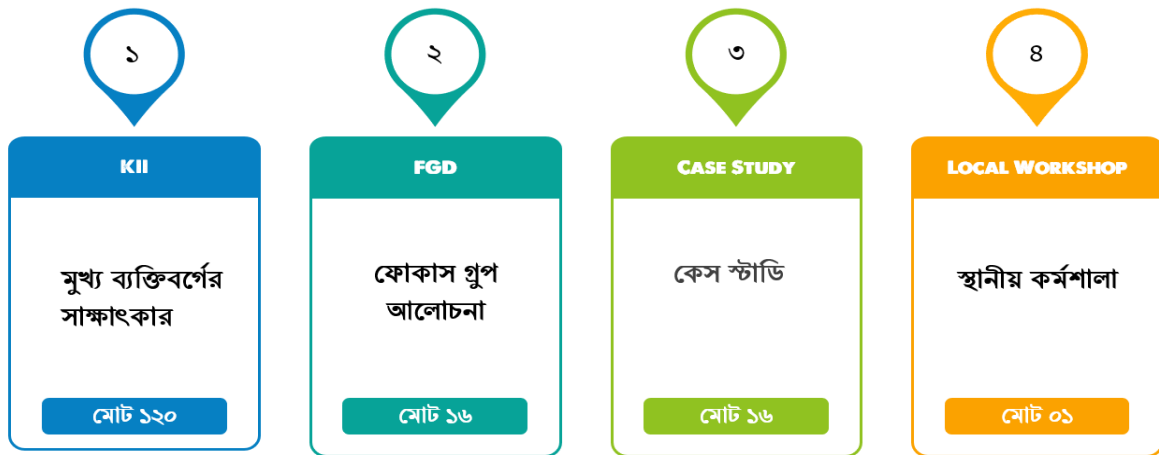 ১
KII
মুখ্য ব্যক্তিবর্গের
সাক্ষাৎকার
মোট ১২০
২
FGD
ফোকাস গ্রুপ
আলোচনা
মোট ১৬
৩
CASE STUDY
কেস স্টাডি
মোট ১৬
৪
LOCAL WORKSHOP
স্থানীয় কর্মশালা
মোট ০১